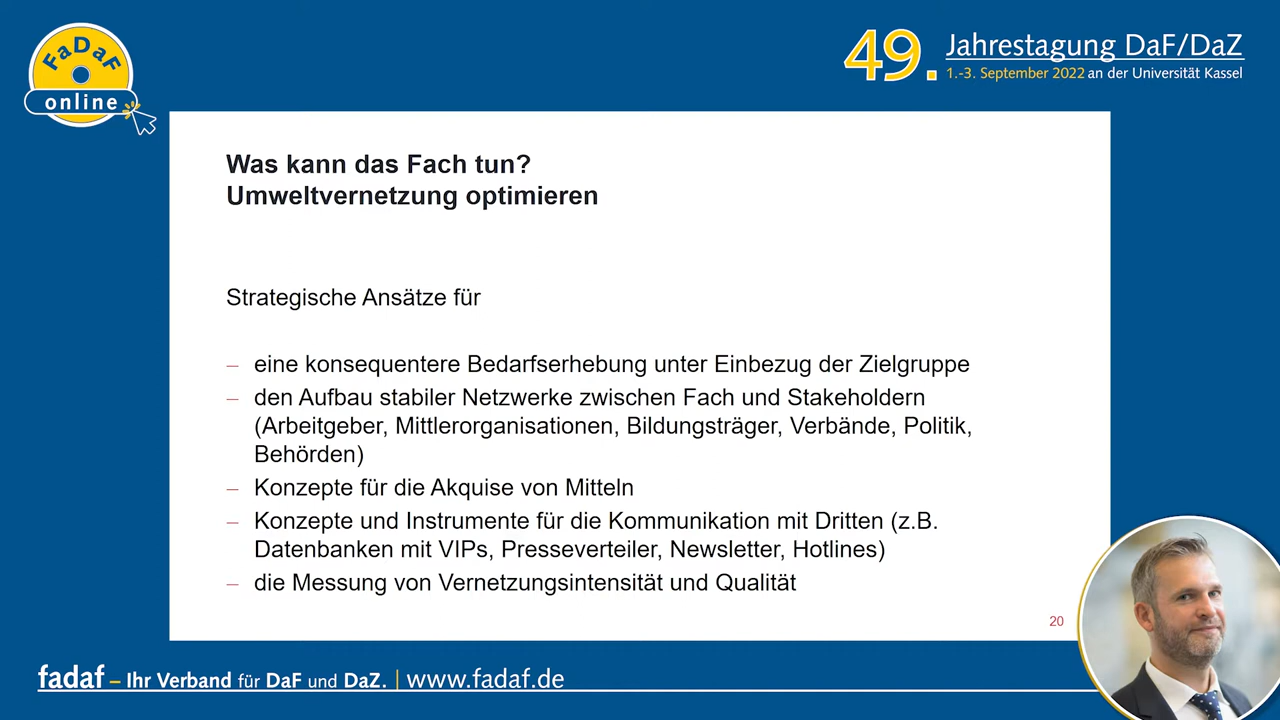 FaDaF
online
49. Jahrestagung DaF/DaZ
1.-3. September 2022 an der Universität Kassel
Was kann das Fach tun?
Umweltvernetzung optimieren
Strategische Ansätze für
– eine konsequentere Bedarfserhebung unter Einbezug der Zielgruppe
– den Aufbau stabiler Netzwerke zwischen Fach und Stakeholdern
(Arbeitgeber, Mittlerorganisationen, Bildungsträger, Verbände, Politik,
Behörden)
– Konzepte für die Akquise von Mitteln
– Konzepte und Instrumente für die Kommunikation mit Dritten (z.B.
Datenbanken mit VIPs, Presseverteiler, Newsletter, Hotlines)
– die Messung von Vernetzungsintensität und Qualität
20
fadaf – Ihr Verband für DaF und DaZ. | www.fadaf.de